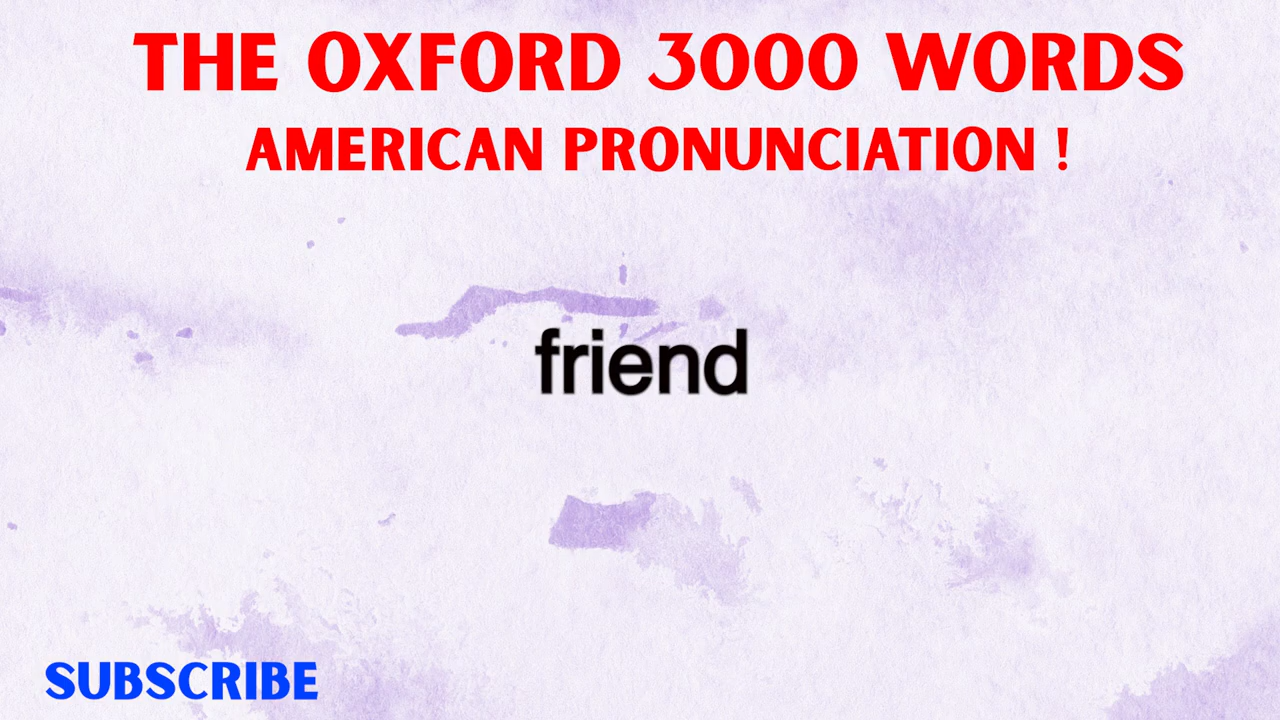 THE OXFORD 3000 WORDS
AMERICAN PRONUNCIATION !
friend
SUBSCRIBE